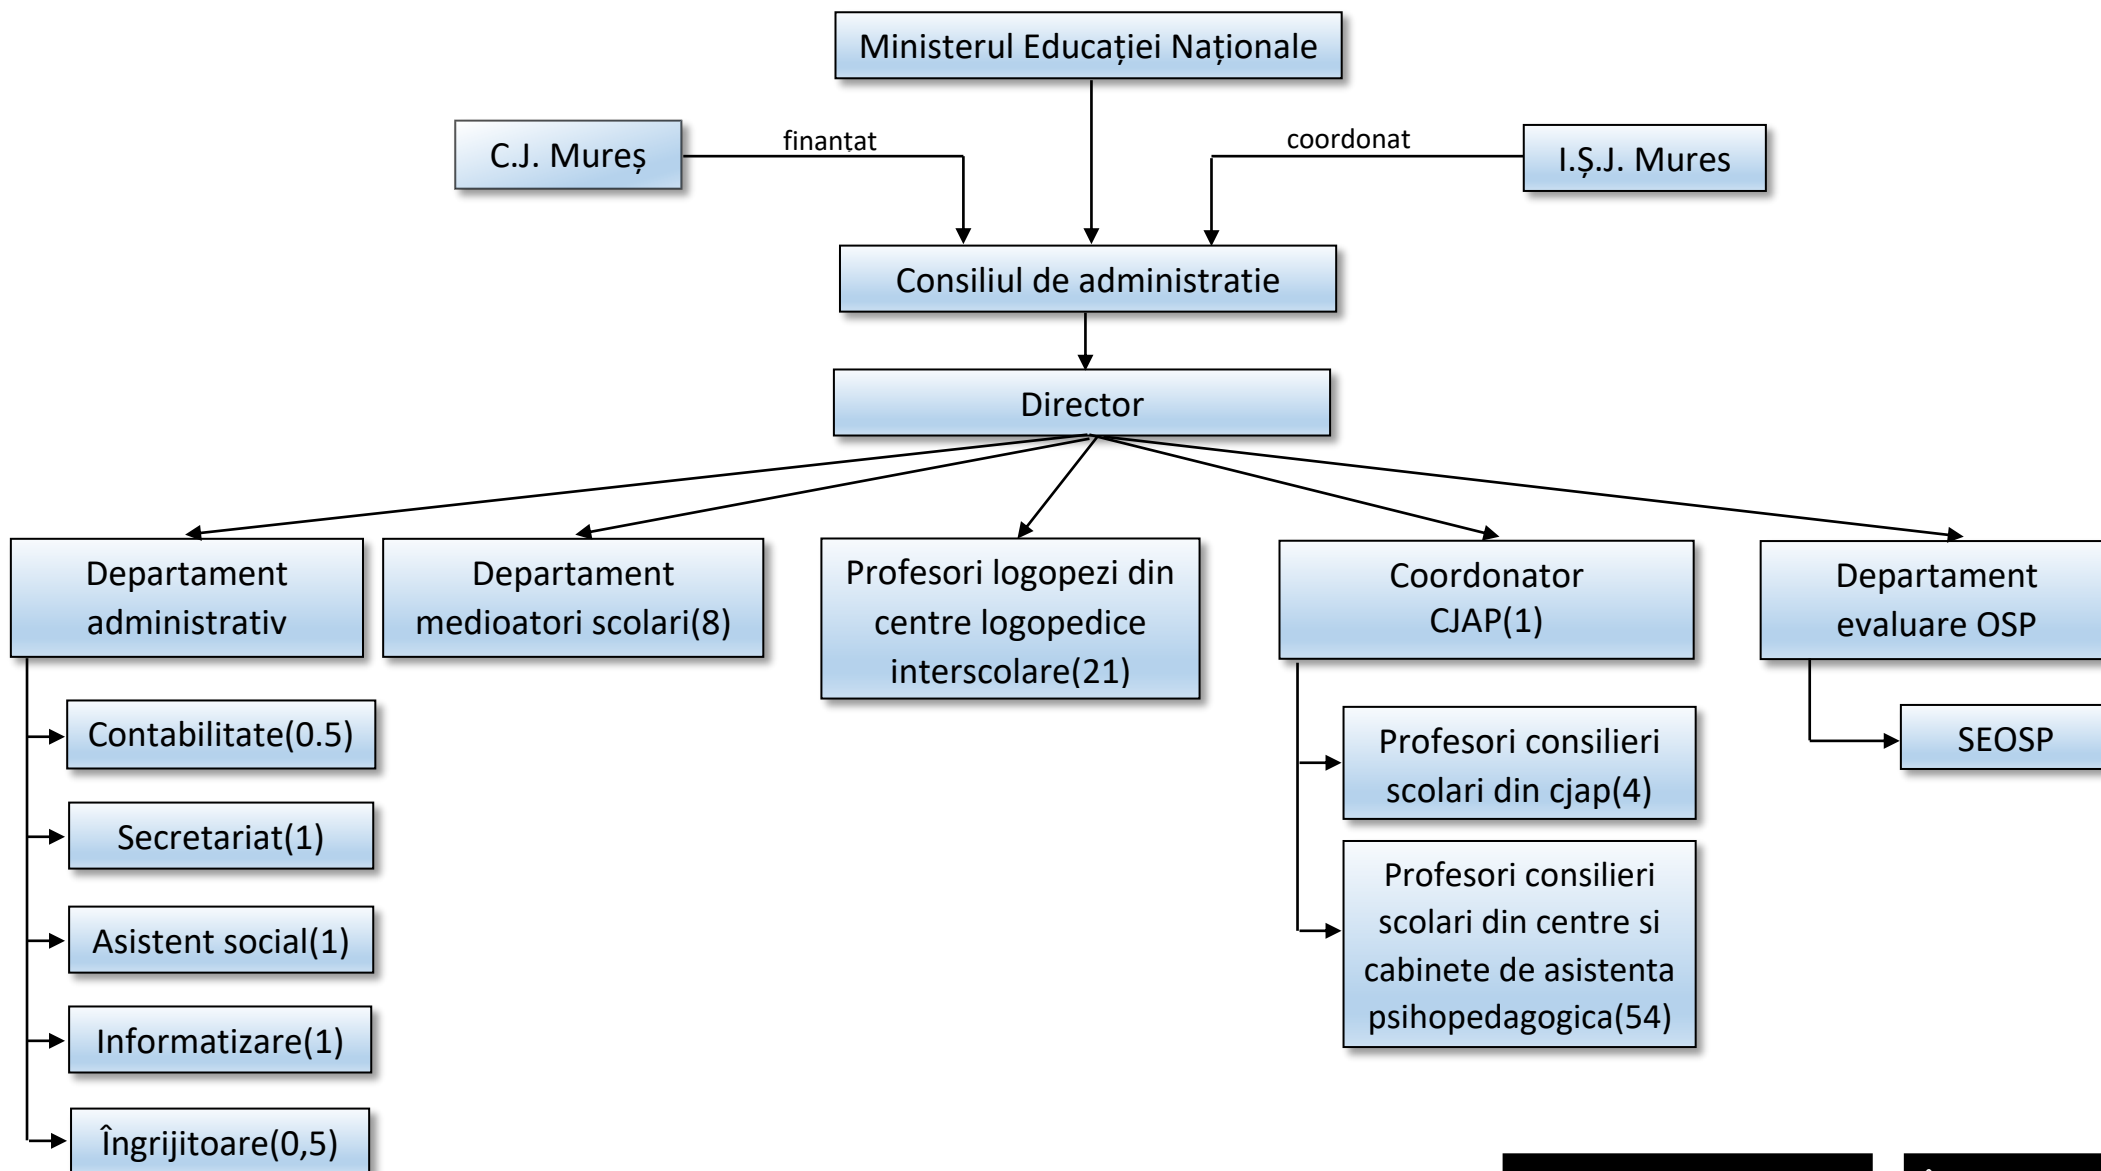 Ministerul Educației Naționale
C.J. Mureș
finanțat
coordonat
I.Ș.J. Mures
Consiliul de administratie
Director
Departament
administrativ
Departament
medioatori scolari(8)
Profesori logopezi din
centre logopedice
interscolare(21)
Coordonator
CJAP(1)
Departament
evaluare OSP
Contabilitate(0.5)
Secretariat(1)
Asistent social(1)
Informatizare(1)
Îngrijitoare(0,5)
Profesori consilieri
scolari din cjap(4)
Profesori consilieri
scolari din centre si
cabinete de asistenta
psihopedagogica(54)
SEOSP